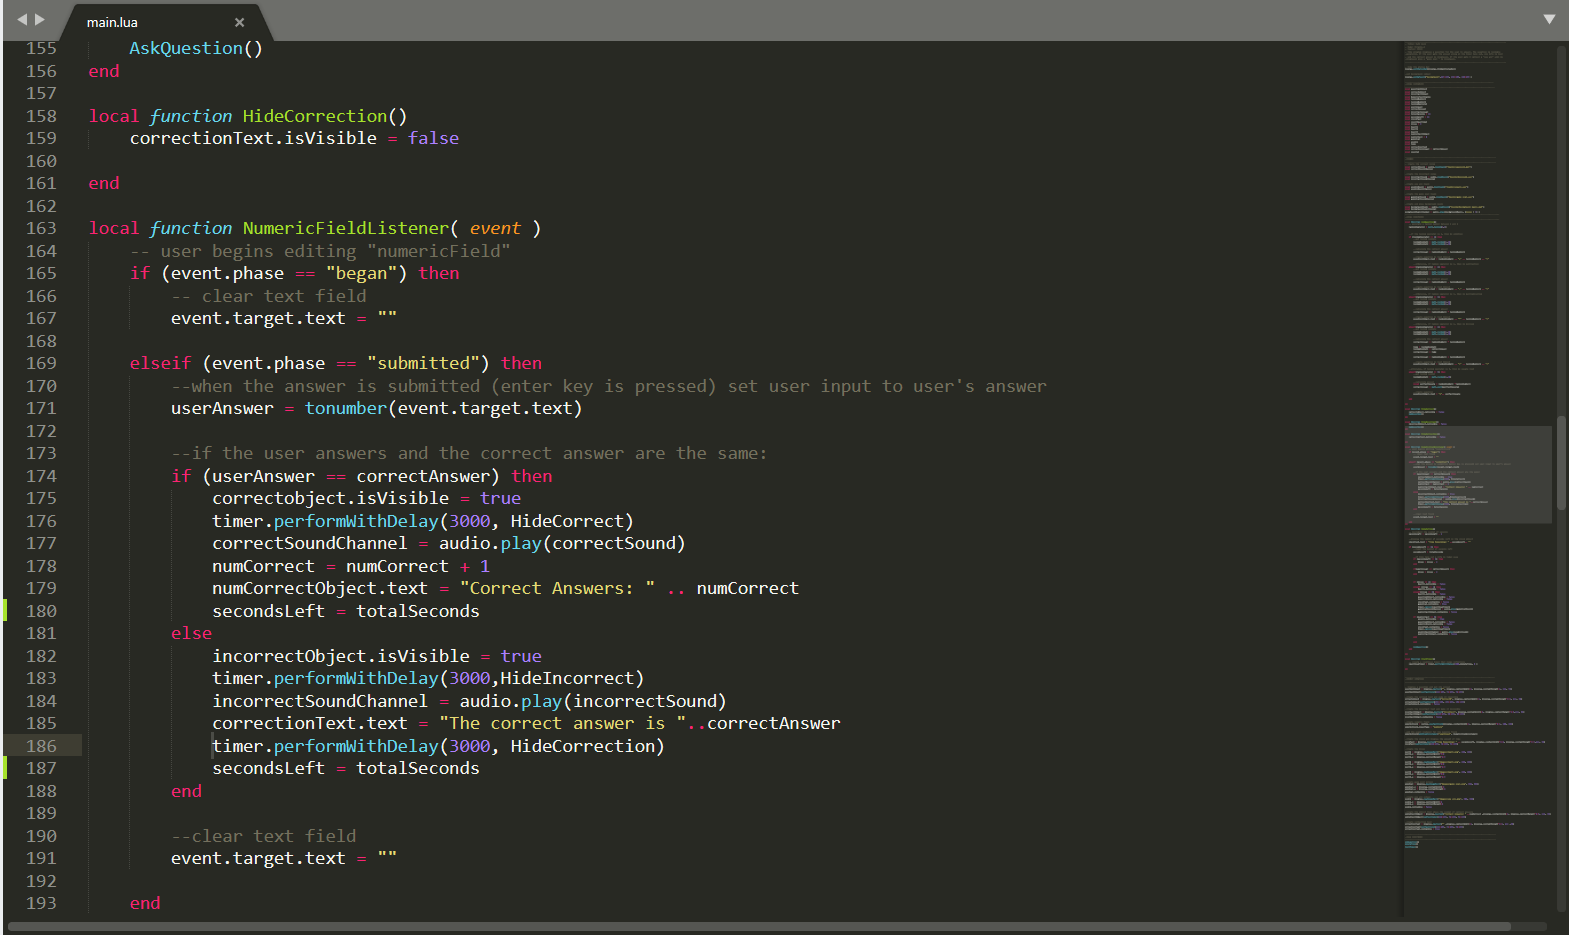 main.lua
155 AskQuestion()
156 end
157
158 local function HideCorrection()
159 correctionText.isVisible = false
160
161 end
162
163 local function NumericFieldListener( event )
164 -- user begins editing "numericField"
165 if (event.phase == "began") then
166 -- clear text field
167 event.target.text = ""
168
169 elseif (event.phase == "submitted") then
170 --when the answer is submitted (enter key is pressed) set user input to user's answer
171 userAnswer = tonumber(event.target.text)
172
173 --if the user answers and the correct answer are the same:
174 if (userAnswer == correctAnswer) then
175 correctobject.isVisible = true
176 timer.performWithDelay(3000, HideCorrect)
177 correctSoundChannel = audio.play(correctSound)
178 numCorrect = numCorrect + 1
179 numCorrectObject.text = "Correct Answers: " .. numCorrect
180 secondsLeft = totalSeconds
181 else
182 incorrectObject.isVisible = true
183 timer.performWithDelay(3000,HideIncorrect)
184 incorrectSoundChannel = audio.play(incorrectSound)
185 correctionText.text = "The correct answer is "..correctAnswer
186 timer.performWithDelay(3000, HideCorrection)
187 secondsLeft = totalSeconds
188 end
189
190 --clear text field
191 event.target.text = ""
192
193 end